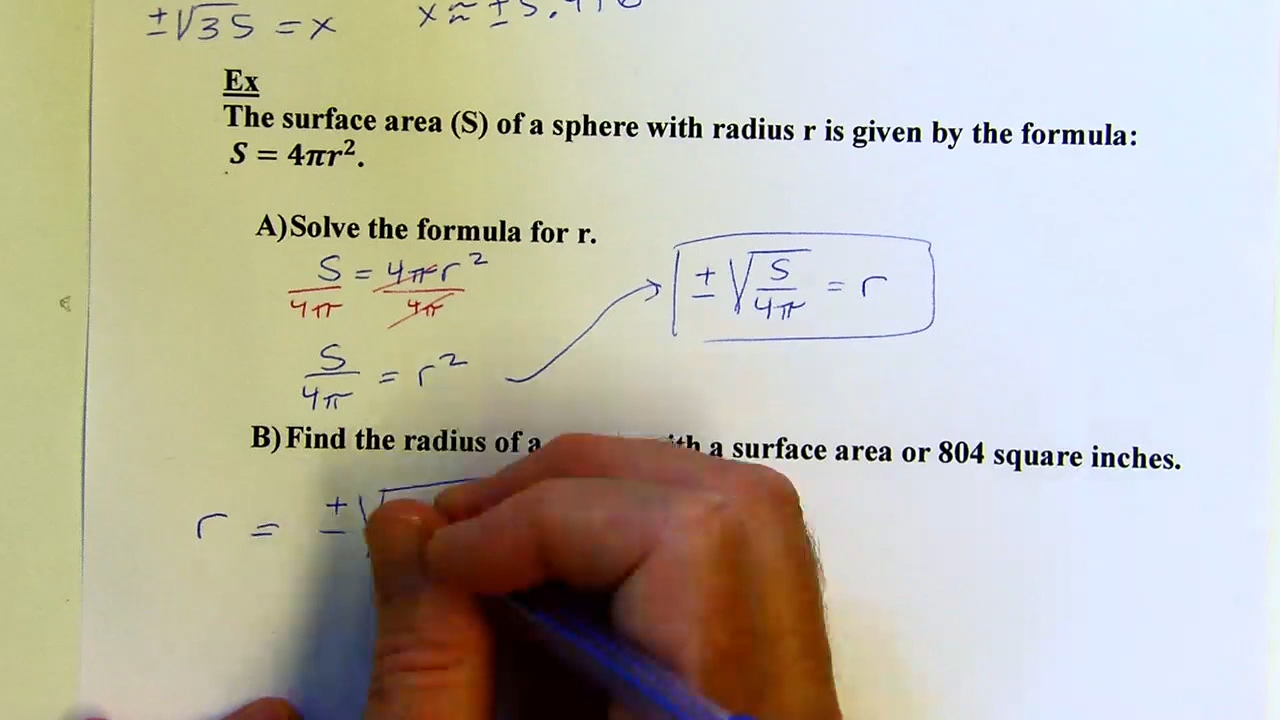 ±√35 = x   x ≈ ±5.916
Ex
The surface area (S) of a sphere with radius r is given by the formula:
S = 4πr².
A) Solve the formula for r.
S = 4πr²
4π   4π
± √(S/4π) = r
S/4π = r²
B) Find the radius of a with a surface area or 804 square inches.
r = ±√